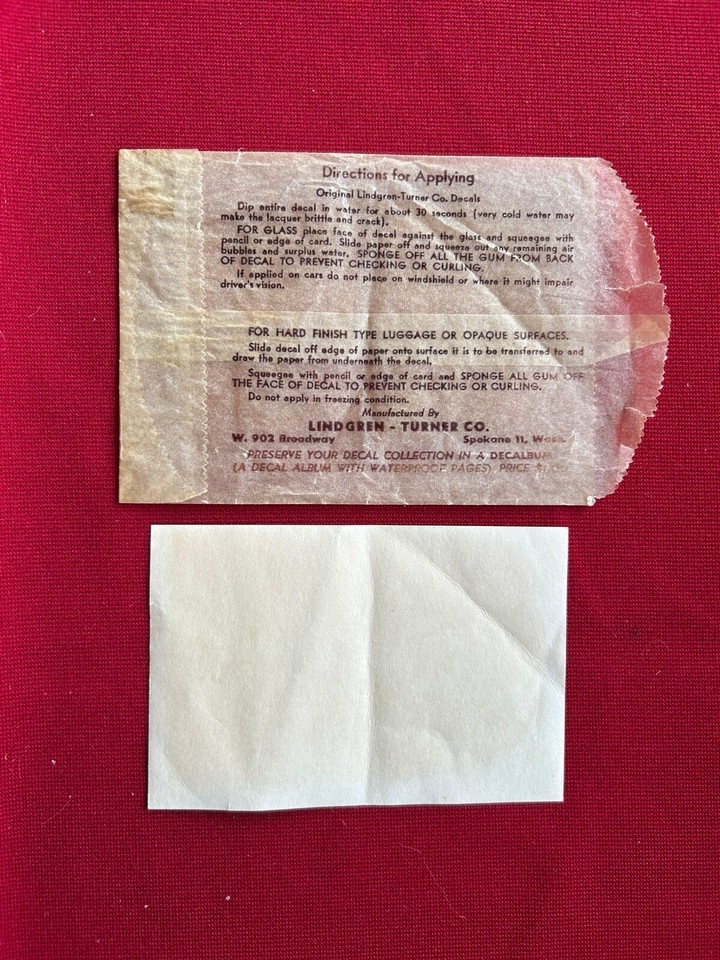 Directions for Applying
Original Lindgren-Turner Co. Decals
Dip entire decal in water for about 30 seconds (very cold water may
make the lacquer brittle and crack).
FOR GLASS place face of decal against the glass and squeegee with
pencil or edge of card. Slide paper off and squeeze out any remaining air
bubbles and surplus water. SPONGE OFF ALL THE GUM FROM BACK
OF DECAL TO PREVENT CHECKING OR CURLING.
If applied on cars do not place on windshield or where it might impair
driver's vision.
FOR HARD FINISH TYPE LUGGAGE OR OPAQUE SURFACES.
Slide decal off edge of paper onto surface it is to be transferred to and
draw the paper from underneath the decal.
Squeegee with pencil or edge of card and SPONGE ALL GUM OFF
THE FACE OF DECAL TO PREVENT CHECKING OR CURLING.
Do not apply in freezing condition.
Manufactured By
LINDGREN - TURNER CO.
W. 902 Broadway Spokane 11, Wash.
PRESERVE YOUR DECAL COLLECTION IN A DECALBUM
(A DECAL ALBUM WITH WATERPROOF PAGES) PRICE